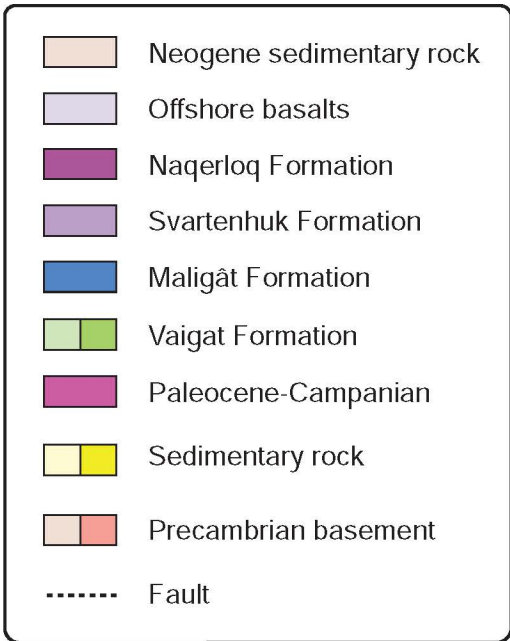 Neogene sedimentary rock
Offshore basalts
Naqerloq Formation
Svartenhuk Formation
Maligât Formation
Vaigat Formation
Paleocene-Campanian
Sedimentary rock
Precambrian basement
Fault